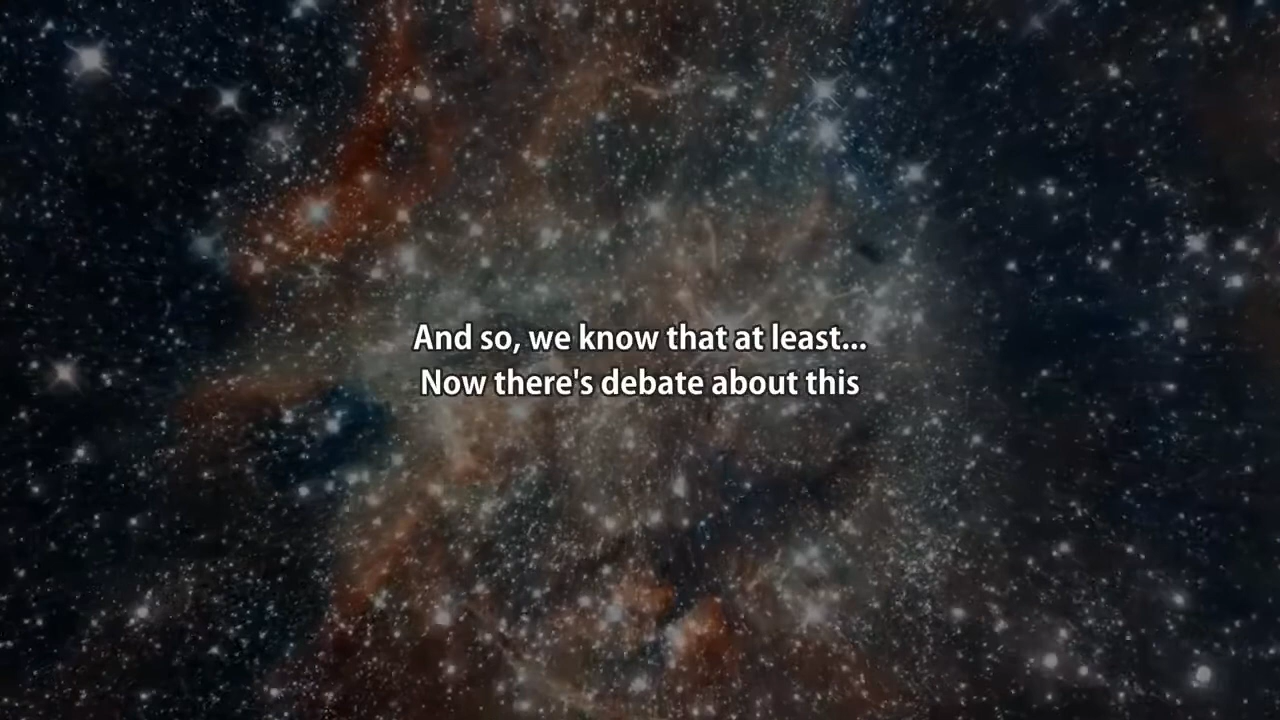 And so, we know that at least...
Now there's debate about this